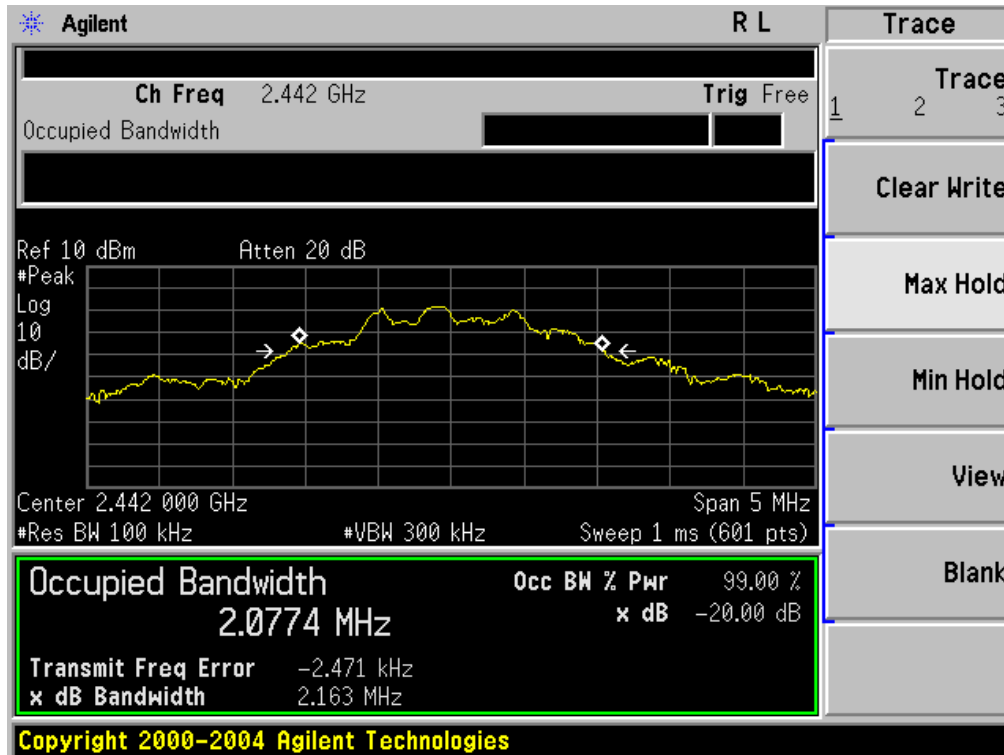 Agilent R L Trace
Ch Freq 2.442 GHz Trig Free
Occupied Bandwidth
Trace
1 2 3
Clear Write
Max Hold
Min Hold
View
Blank
Ref 10 dBm Atten 20 dB
#Peak
Log
10
dB/
Center 2.442 000 GHz Span 5 MHz
#Res BW 100 kHz #VBW 300 kHz Sweep 1 ms (601 pts)
Occupied Bandwidth
2.0774 MHz
Occ BW % Pwr 99.00 %
x dB -20.00 dB
Transmit Freq Error -2.471 kHz
x dB Bandwidth 2.163 MHz
Copyright 2000-2004 Agilent Technologies